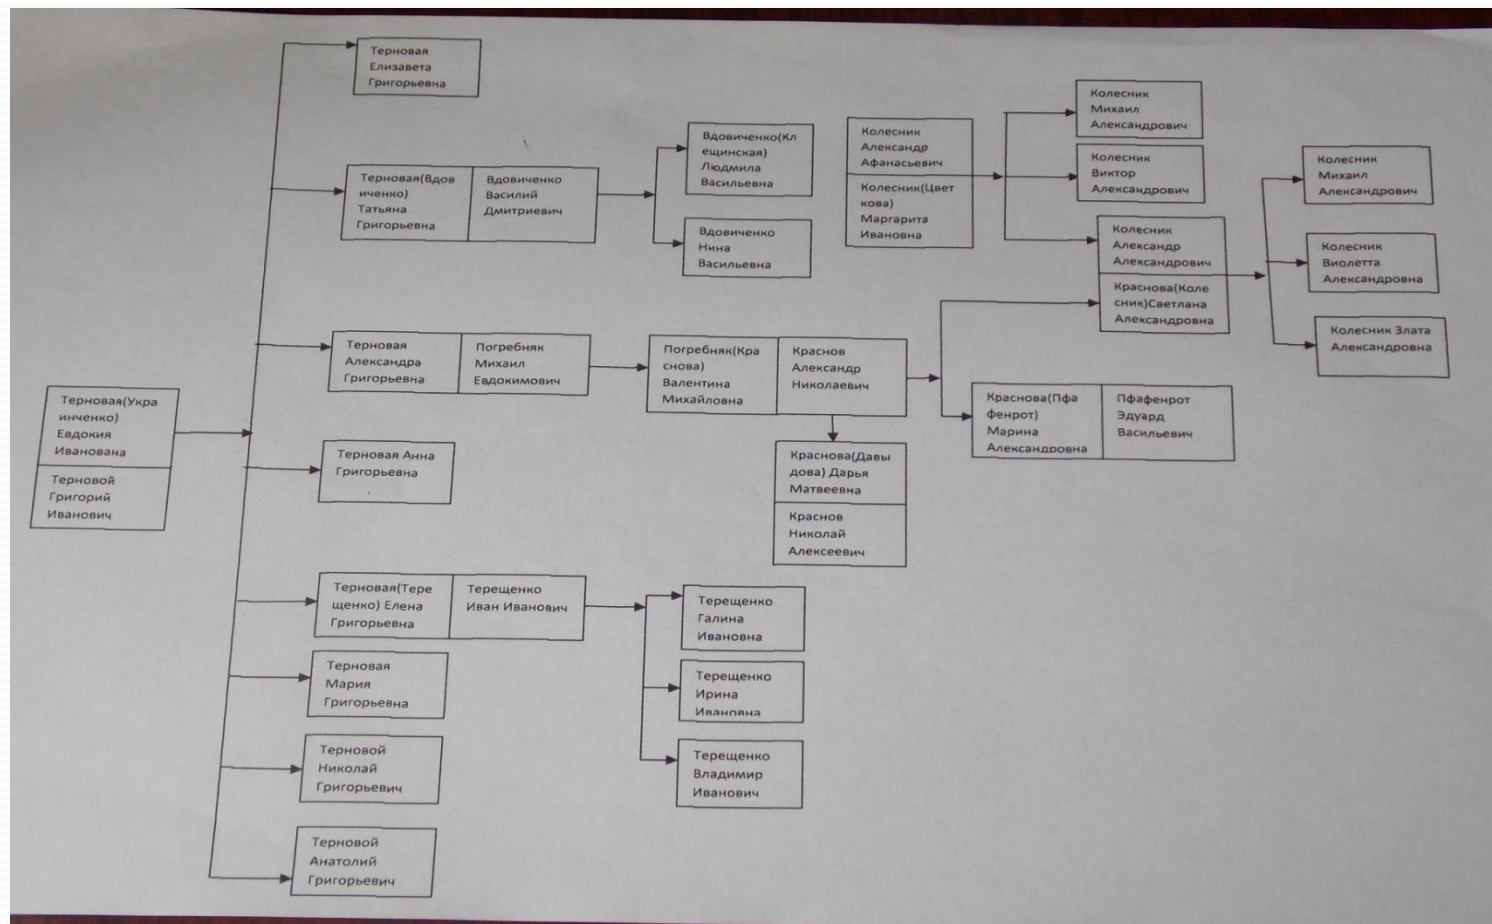 Терновая
Елизавета
Григорьевна
Терновая(Вдов
иченко)
Татьяна
Григорьевна
Вдовиченко
Василий
Дмитриевич
Вдовиченко(Кл
ещинская)
Людмила
Васильевна
Вдовиченко
Нина
Васильевна
Колесник
Александр
Афанасьевич
Колесник(Цвет
кова)
Маргарита
Ивановна
Колесник
Михаил
Александрович
Колесник
Виктор
Александрович
Колесник
Александр
Александрович
Краснова(Коле
сник)Светлана
Александровна
Колесник
Михаил
Александрович
Колесник
Виолетта
Александровна
Колесник Злата
Александровна
Терновая
Александра
Григорьевна
Погребняк
Михаил
Евдокимович
Погребняк(Кра
снова)
Валентина
Михайловна
Краснов
Александр
Николаевич
Краснова(Пфа
фенрот)
Марина
Александровна
Пфафенрот
Эдуард
Васильевич
Терновая(Укра
инченко)
Евдокия
Иванована
Терновой
Григорий
Иванович
Терновая Анна
Григорьевна
Краснова(Давы
дова) Дарья
Матвеевна
Краснов
Николай
Алексеевич
Терновая(Тере
щенко) Елена
Григорьевна
Терещенко
Иван Иванович
Терещенко
Галина
Ивановна
Терещенко
Ирина
Ивановна
Терещенко
Владимир
Иванович
Терновая
Мария
Григорьевна
Терновой
Николай
Григорьевич
Терновой
Анатолий
Григорьевич